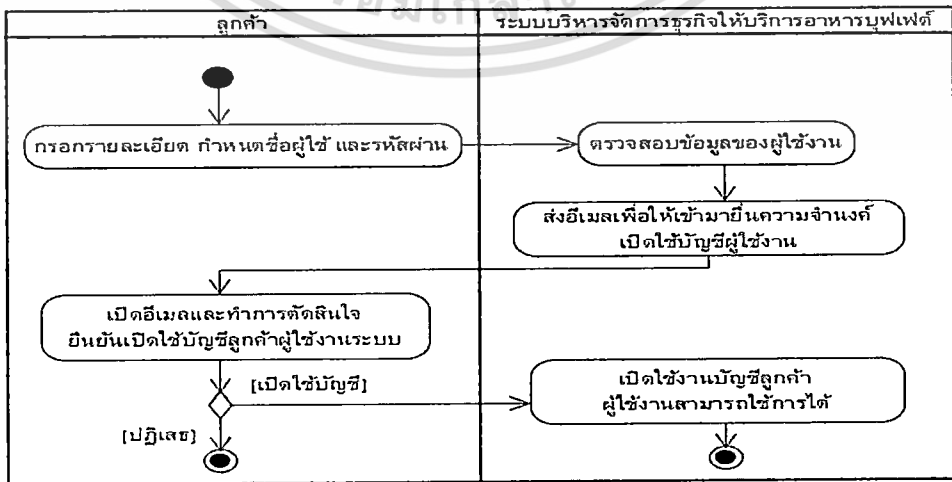 ลูกค้า
ระบบบริหารจัดการธุรกิจให้บริการอาหารบุฟเฟต์
กรอกรายละเอียด กำหนดชื่อผู้ใช้ และรหัสผ่าน
ตรวจสอบข้อมูลของผู้ใช้งาน
ส่งอีเมลเพื่อให้เข้ามายื่นความจำนงค์
เปิดใช้บัญชีผู้ใช้งาน
เปิดอีเมลและทำการตัดสินใจ
ยืนยันเปิดใช้บัญชีลูกค้าผู้ใช้งานระบบ
[เปิดใช้บัญชี]
เปิดใช้งานบัญชีลูกค้า
ผู้ใช้งานสามารถใช้การได้
[ปฏิเสธ]